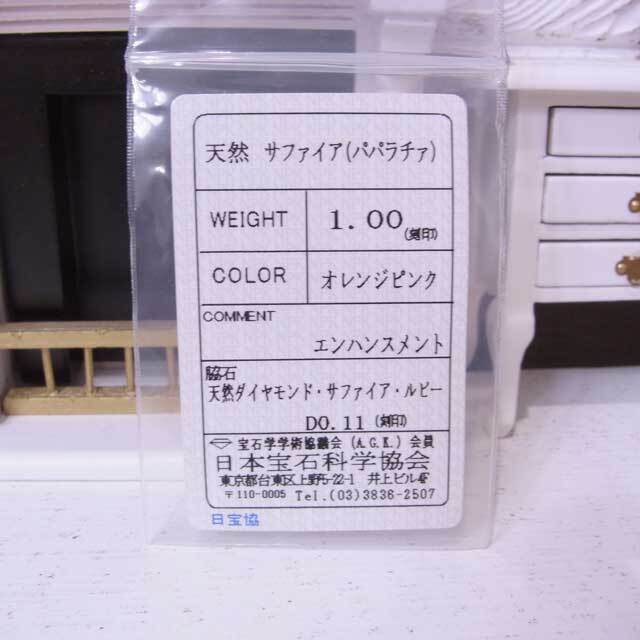 天然 サファイア(パパラチァ)
WEIGHT 1.00(刻印)
COLOR オレンジピンク
COMMENT
エンハンスメント
脇石
天然ダイヤモンド・サファイア・ルビー
D0.11 (刻印)
宝石学学術協議会 (A.G.K.) 会員
日本宝石科学協会
東京都台東区上野5-22-1 井上ビル4F
〒110-0005 Tel.(03)3836-2507
日宝協